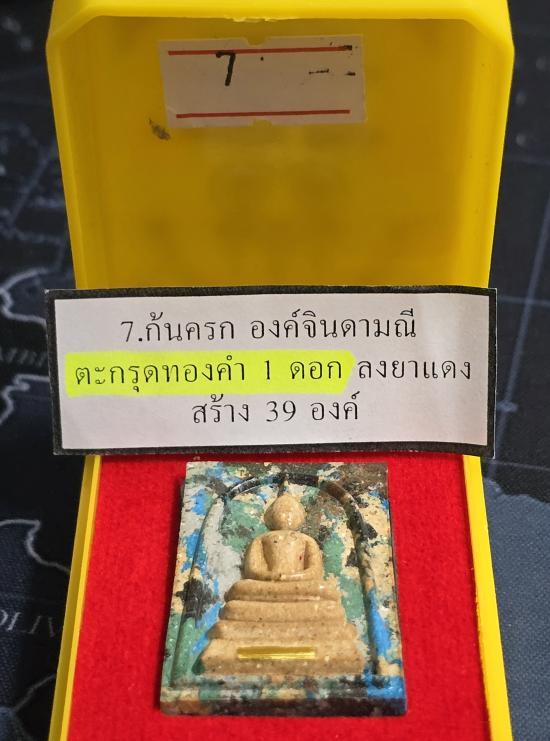 7
7.ก้นครก องค์จินดามณี
ตะกรุดทองคำ 1 ดอก ลงยาแดง
สร้าง 39 องค์